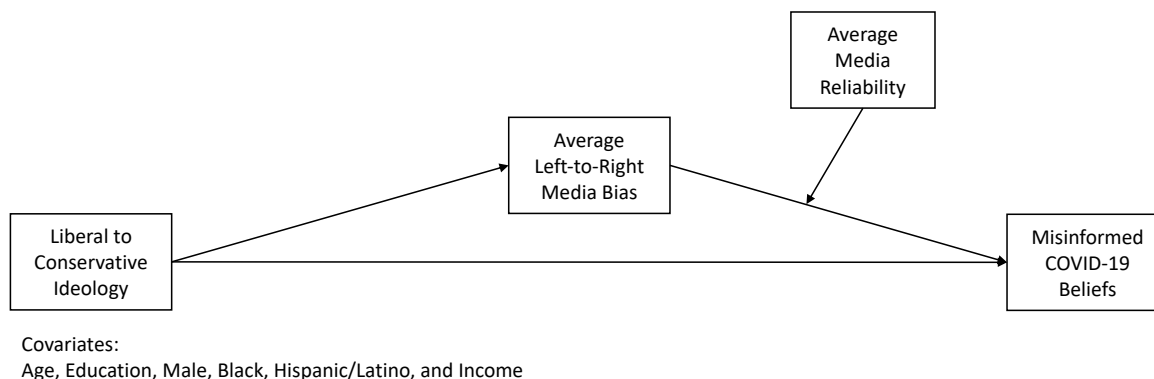 Average
Media
Reliability
Average
Left-to-Right
Media Bias
Liberal to
Conservative
Ideology
Misinformed
COVID-19
Beliefs
Covariates:
Age, Education, Male, Black, Hispanic/Latino, and Income